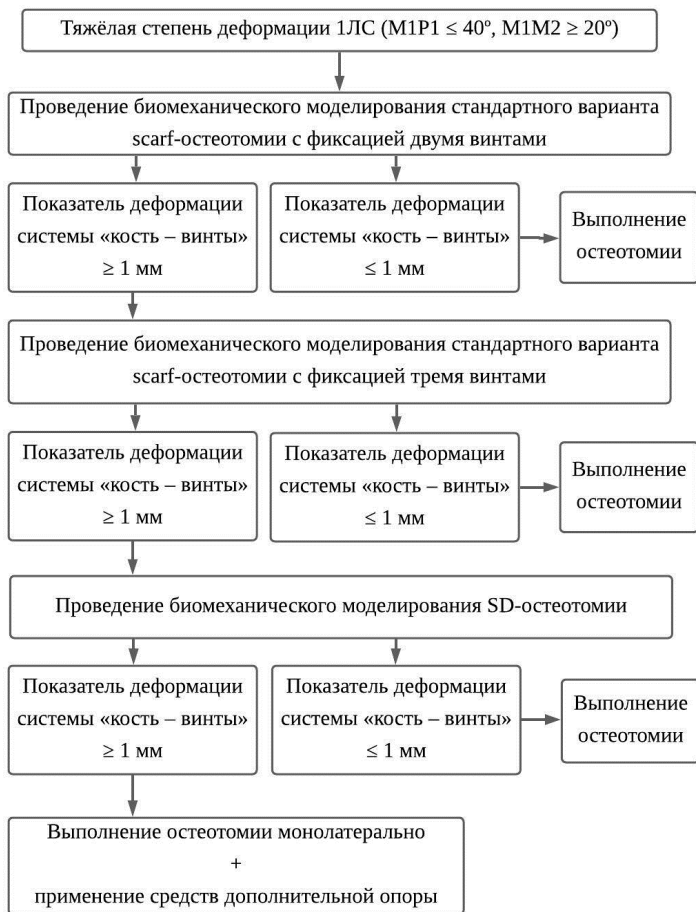 Тяжёлая степень деформации 1ЛС (M1P1 ≤ 40º, M1M2 ≥ 20º)
Проведение биомеханического моделирования стандартного варианта
scarf-остеотомии с фиксацией двумя винтами
Показатель деформации
системы «кость – винты»
≥ 1 мм
Показатель деформации
системы «кость – винты»
≤ 1 мм
Выполнение
остеотомии
Проведение биомеханического моделирования стандартного варианта
scarf-остеотомии с фиксацией тремя винтами
Показатель деформации
системы «кость – винты»
≥ 1 мм
Показатель деформации
системы «кость – винты»
≤ 1 мм
Выполнение
остеотомии
Проведение биомеханического моделирования SD-остеотомии
Показатель деформации
системы «кость – винты»
≥ 1 мм
Показатель деформации
системы «кость – винты»
≤ 1 мм
Выполнение
остеотомии
Выполнение остеотомии монолатерально
+
применение средств дополнительной опоры